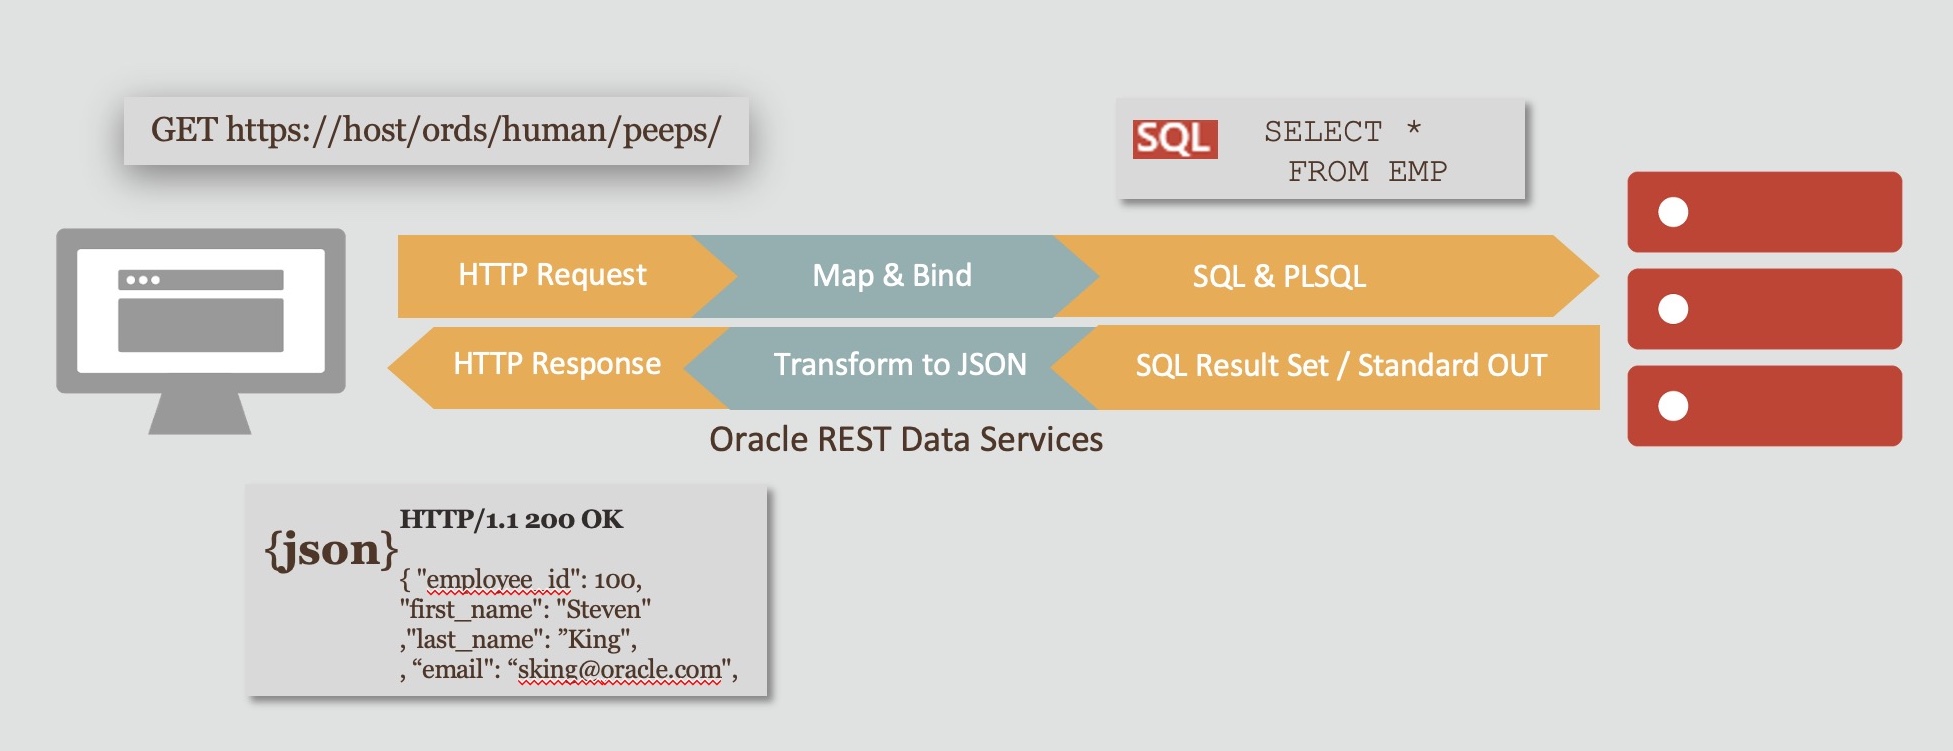 GET https://host/ords/human/peeps/
SQL
SELECT *
FROM EMP
HTTP Request
Map & Bind
SQL & PLSQL
HTTP Response
Transform to JSON
SQL Result Set / Standard OUT
Oracle REST Data Services
{json}
HTTP/1.1 200 OK
{ "employee_id": 100,
"first_name": "Steven"
,"last_name": ”King",
, “email": “sking@oracle.com",